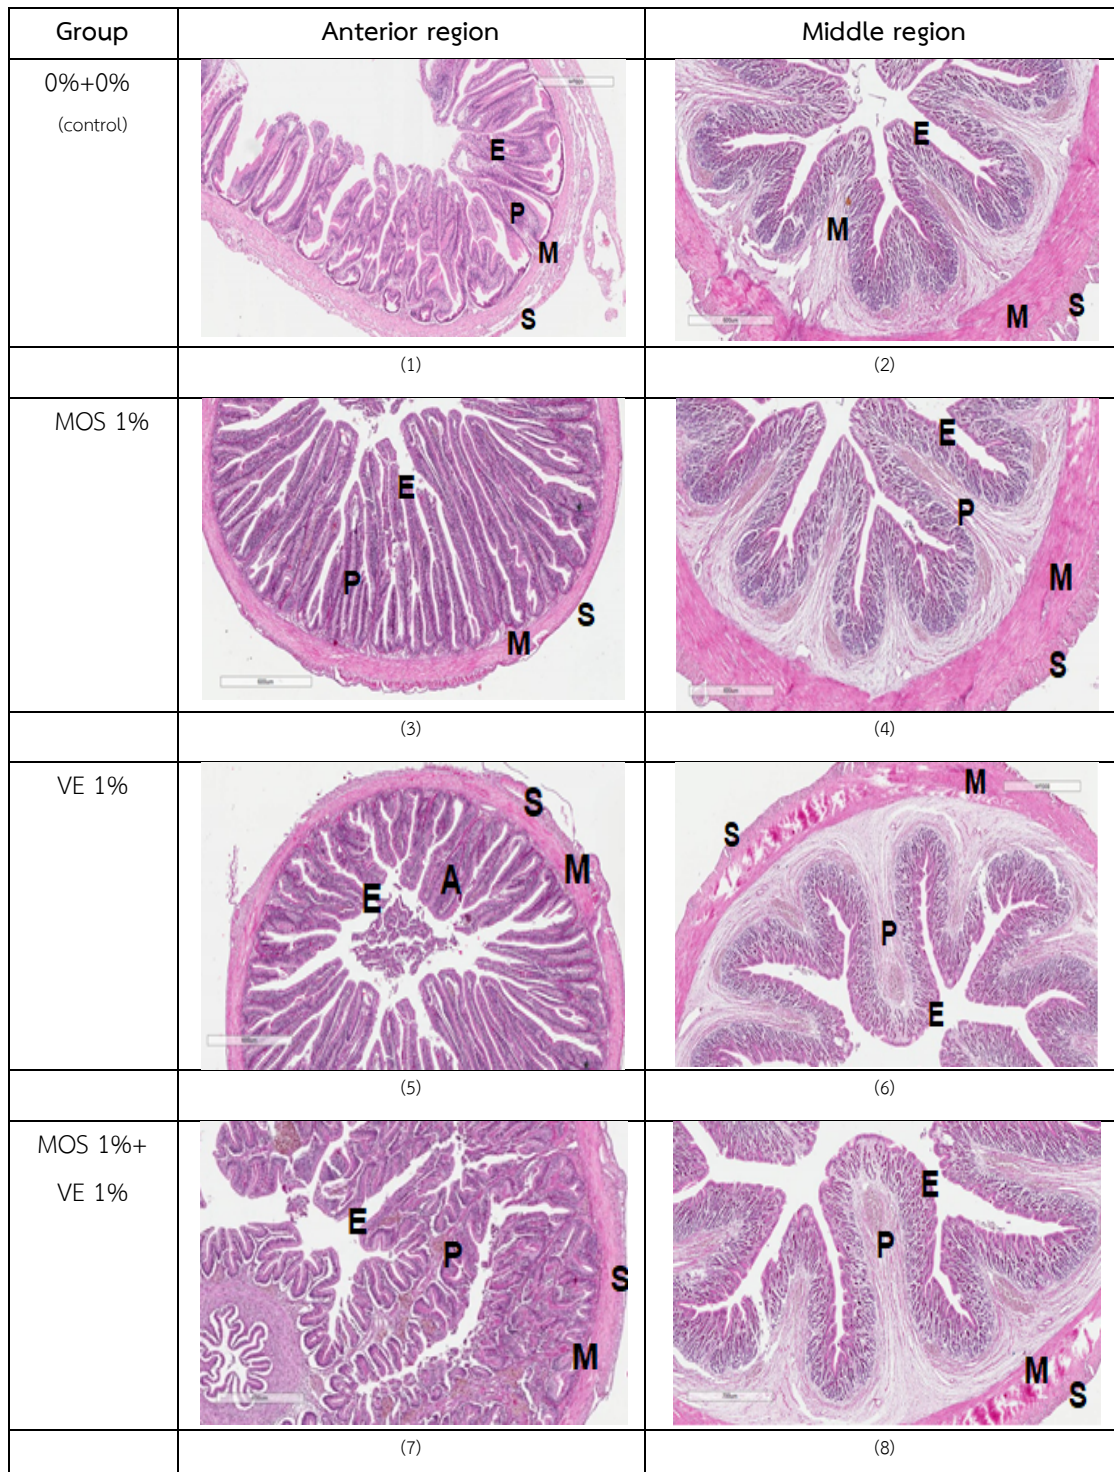 Group Anterior region Middle region
0%+0%
(control)
E
P
M
S
E
M
M
S
(1) (2)
MOS 1%
E
P
S
M
E
P
M
S
(3) (4)
VE 1%
S
M
A
E
M
S
P
E
(5) (6)
MOS 1%+
VE 1%
E
P
S
M
E
P
M
S
(7) (8)